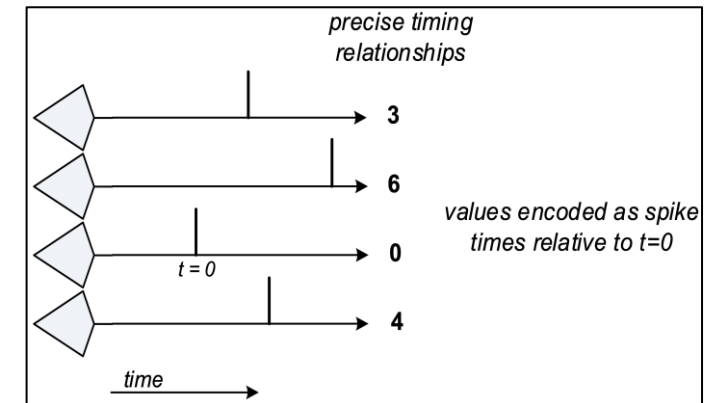 precise timing
relationships
3
6
values encoded as spike
times relative to t=0
0
t = 0
4
time